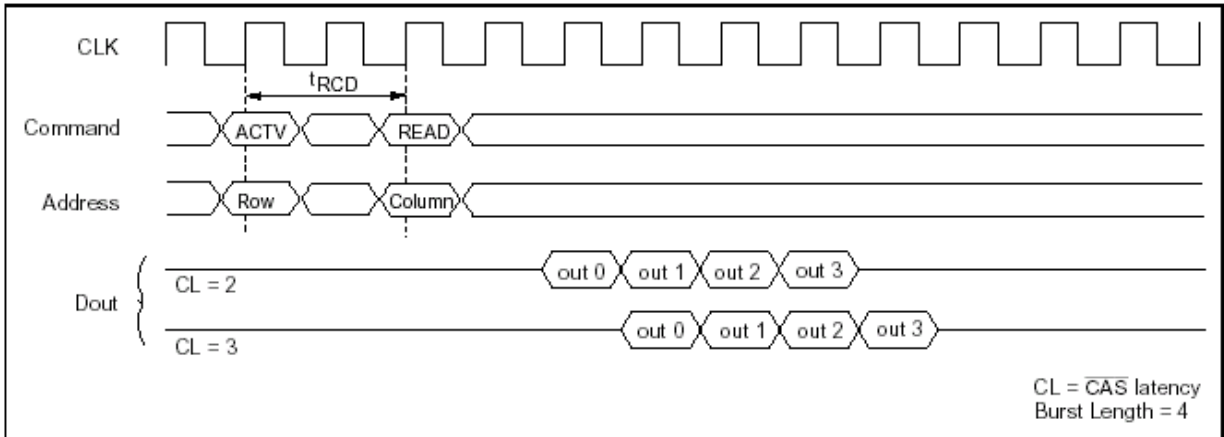 CLK
tRCD
Command
ACTV
READ
Address
Row
Column
Dout
CL = 2
out 0
out 1
out 2
out 3
CL = 3
out 0
out 1
out 2
out 3
CL = C̅A̅S̅ latency
Burst Length = 4